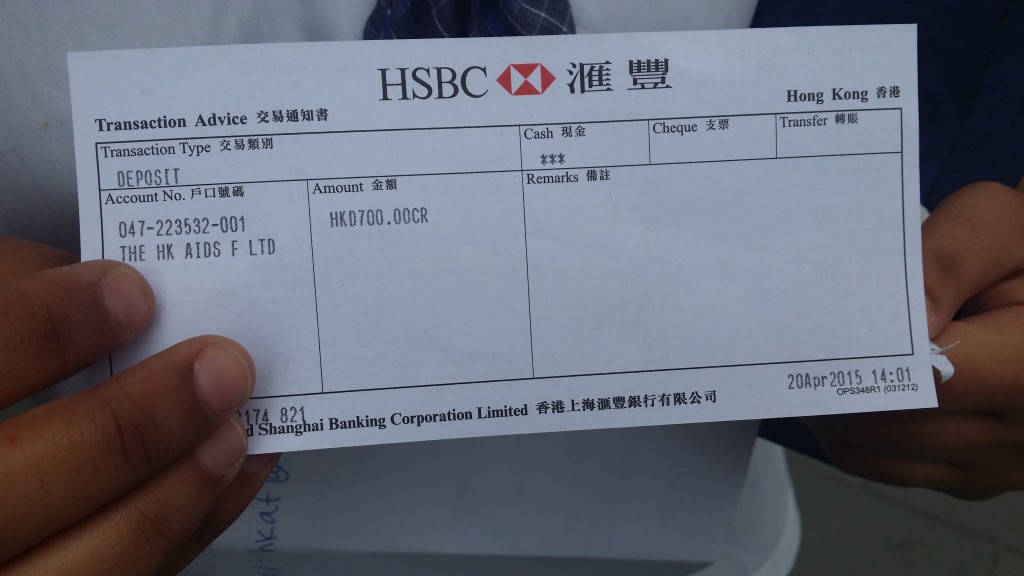 HSBC 滙豐
Transaction Advice 交易通知書
Hong Kong 香港
Transaction Type 交易類別
DEPOSIT
Cash 現金
***
Cheque 支票
Transfer 轉賬
Account No. 戶口號碼
047-223532-001
THE HK AIDS F LTD
Amount 金額
HKD700.00CR
Remarks 備註
174 821
20Apr2015 14:01
Shanghai Banking Corporation Limited 香港上海滙豐銀行有限公司
OPS348R1 (031212)